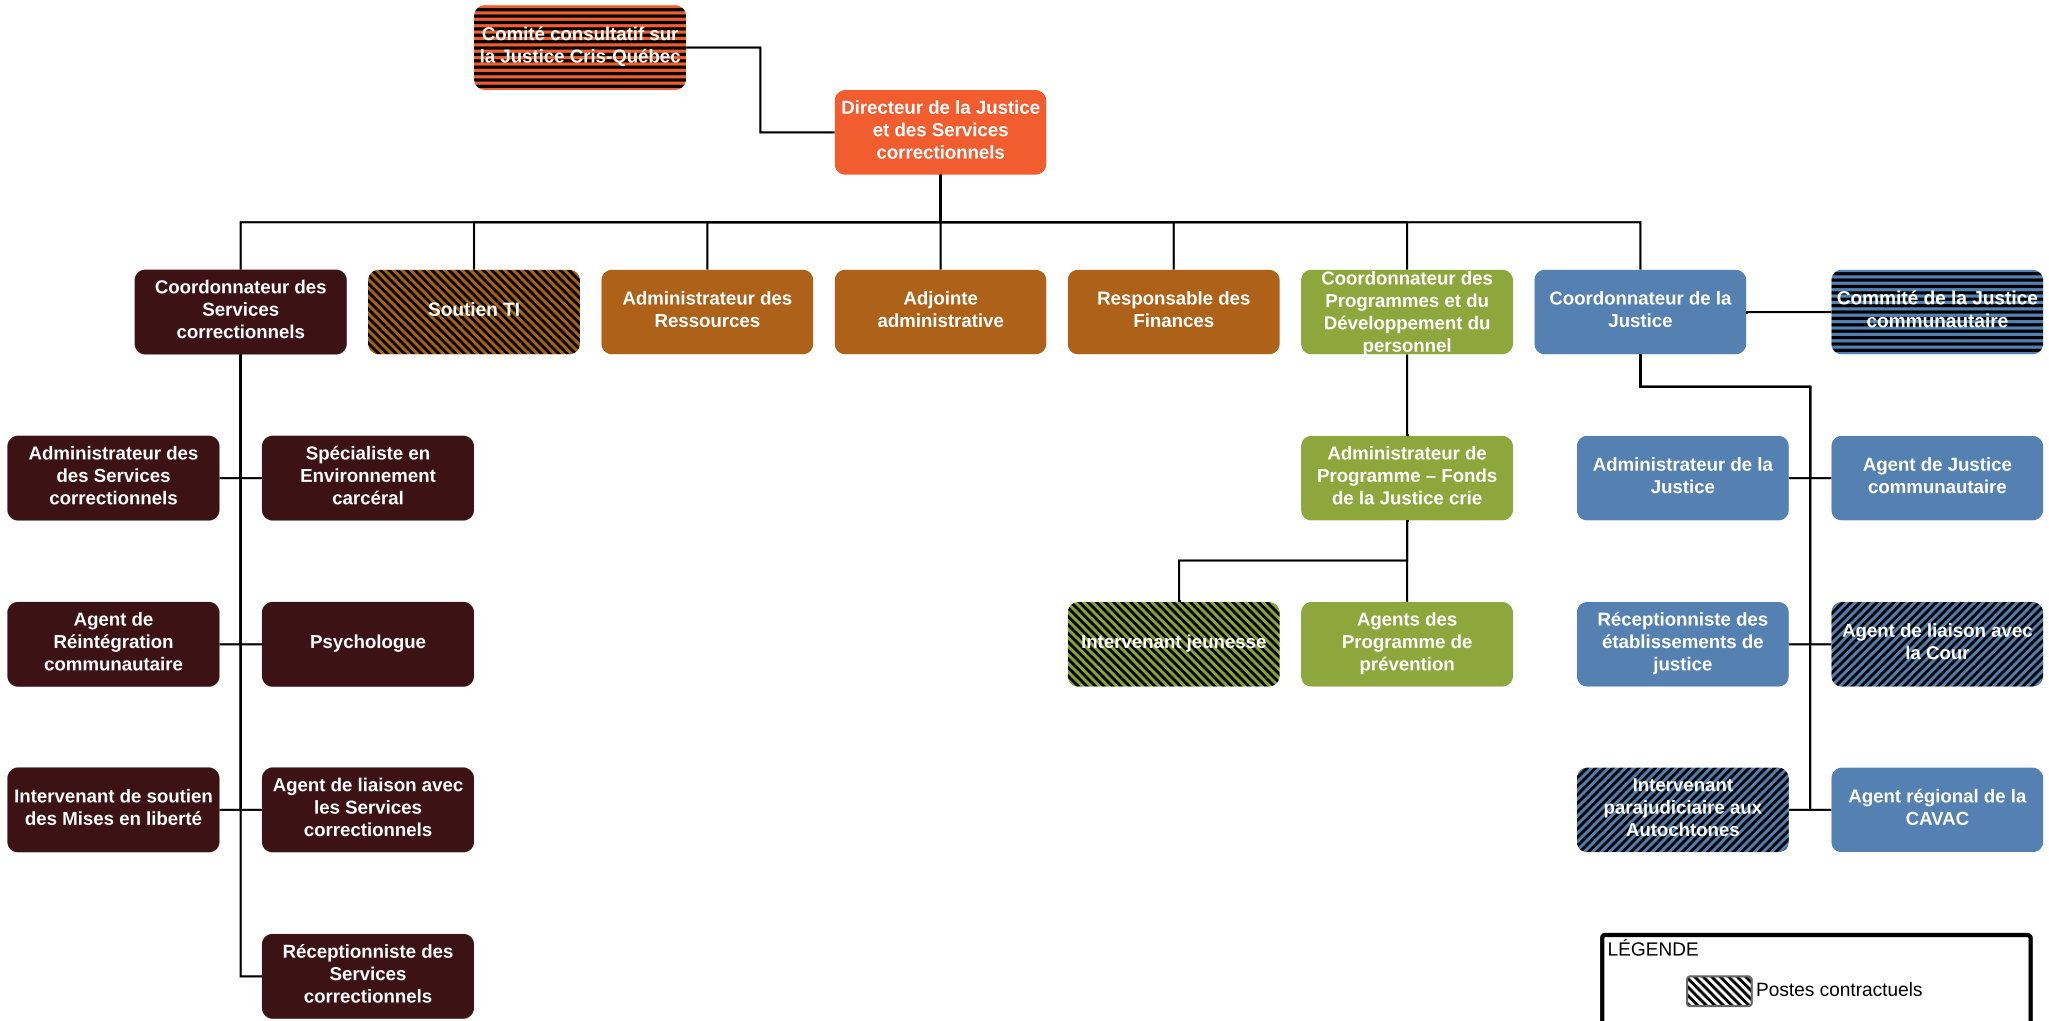 Comité consultatif sur
la Justice Cris-Québec
Directeur de la Justice
et des Services
correctionnels
Coordonnateur des
Services
correctionnels
Soutien TI
Administrateur des
Ressources
Adjointe
administrative
Responsable des
Finances
Coordonnateur des
Programmes et du
Développement du
personnel
Coordonnateur de la
Justice
Commité de la Justice
communautaire
Administrateur des
des Services
correctionnels
Spécialiste en
Environnement
carcéral
Administrateur de
Programme – Fonds
de la Justice crie
Administrateur de la
Justice
Agent de Justice
communautaire
Agent de
Réintégration
communautaire
Psychologue
Intervenant jeunesse
Agents des
Programme de
prévention
Réceptionniste des
établissements de
justice
Agent de liaison avec
la Cour
Intervenant de soutien
des Mises en liberté
Agent de liaison avec
les Services
correctionnels
Intervenant
parajudiciaire aux
Autochtones
Agent régional de la
CAVAC
Réceptionniste des
Services
correctionnels
LÉGENDE
Postes contractuels